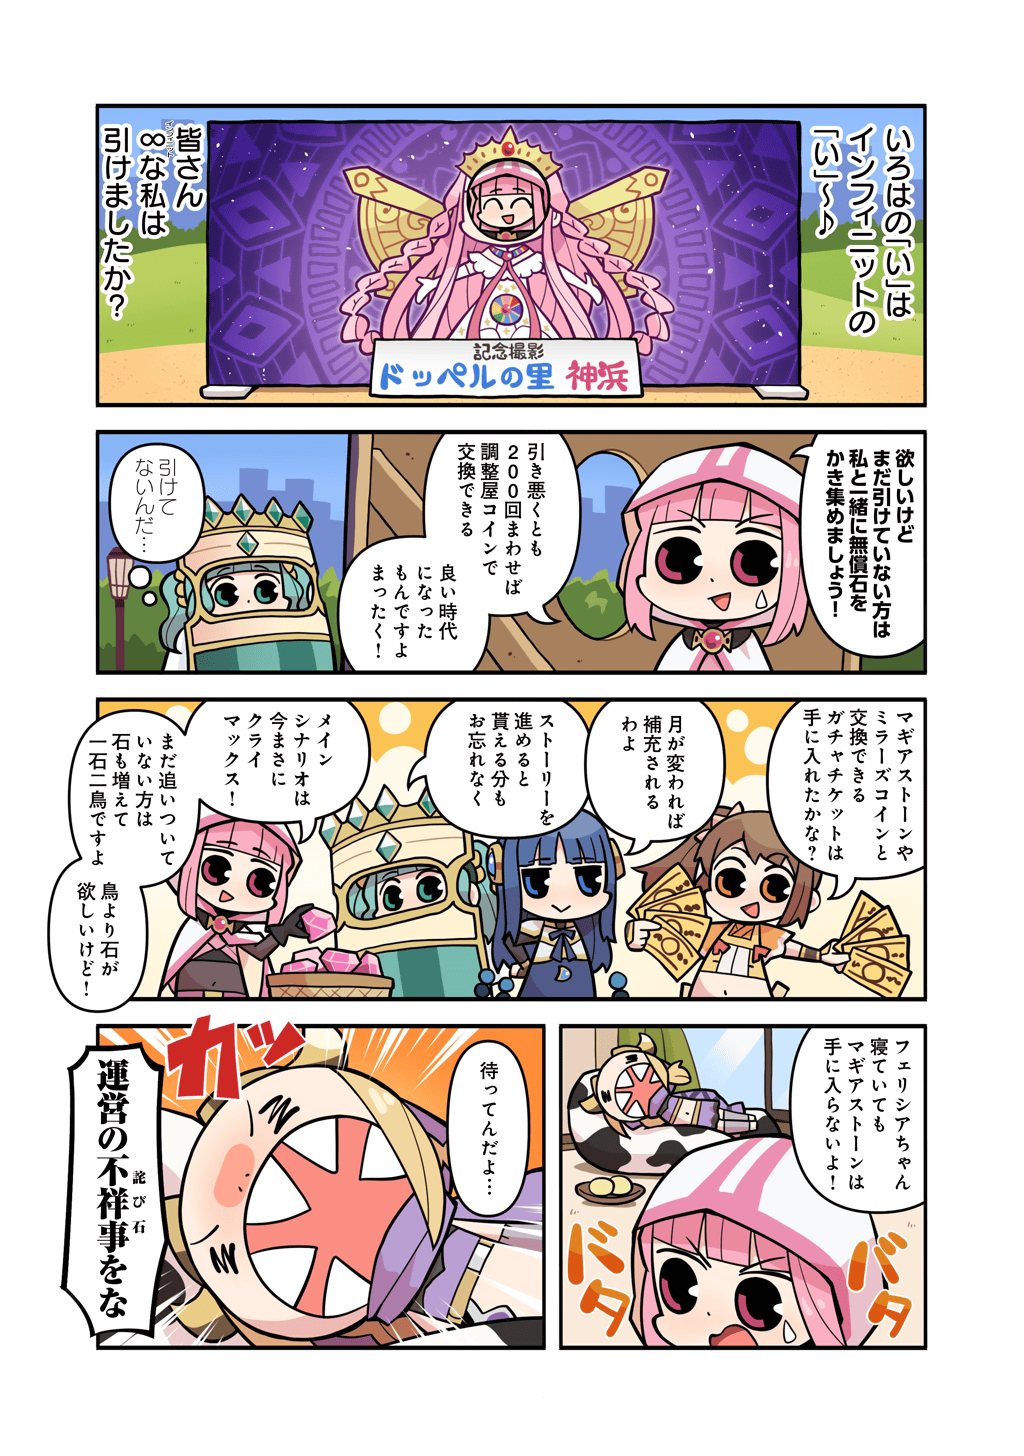 いろはの「い」は
インフィニットの
「い」～♪
皆さん
∞な私は
インフィニット
引けましたか？
記念撮影
ドッペルの里 神浜
欲しいけど
まだ引けていない方は
私と一緒に無償石を
かき集めましょう！
引き悪くとも
200回まわせば
調整屋コインで
交換できる
良い時代
になった
もんですよ
まったく！
引けて
ないんだ…
マギアストーンや
ミラーズコインと
交換できる
ガチャチケットは
手に入れたかな？
月が変われば
補充される
わよ
ストーリーを
進めると
貰える分も
お忘れなく
メイン
シナリオは
今まさに
クライ
マックス！
まだ追いついて
いない方は
石も増えて
一石二鳥ですよ
鳥より石が
欲しいけど！
フェリシアちゃん
寝ていても
マギアストーンは
手に入らないよ！
バタ
バタ
待ってんだよ…
カッ
運営の不祥事をな
詫び石